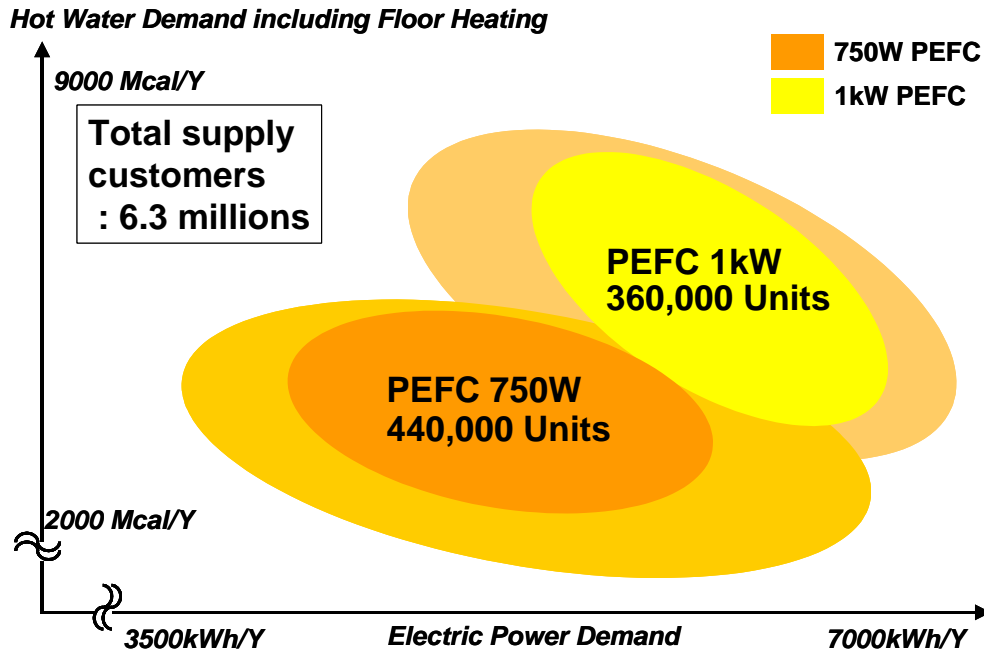 Hot Water Demand including Floor Heating
9000 Mcal/Y
750W PEFC
1kW PEFC
Total supply
customers
: 6.3 millions
PEFC 1kW
360,000 Units
PEFC 750W
440,000 Units
2000 Mcal/Y
3500kWh/Y
Electric Power Demand
7000kWh/Y